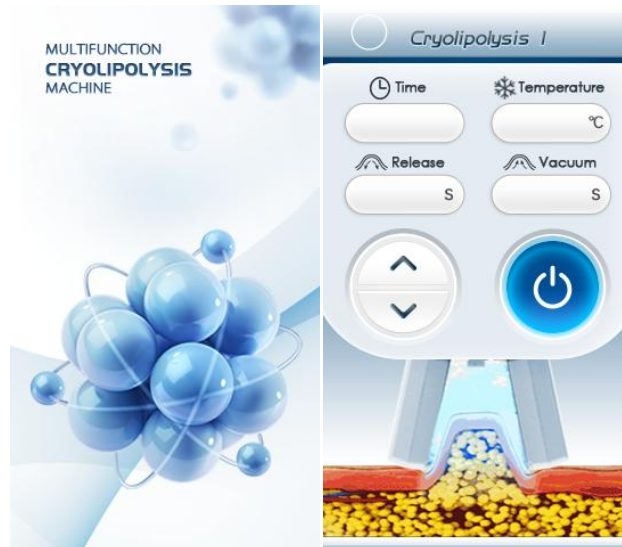 MULTIFUNCTION
CRYOLIPOLYSIS
MACHINE
Cryolipolysis I
Time
Temperature
℃
Release
Vacuum
S
S